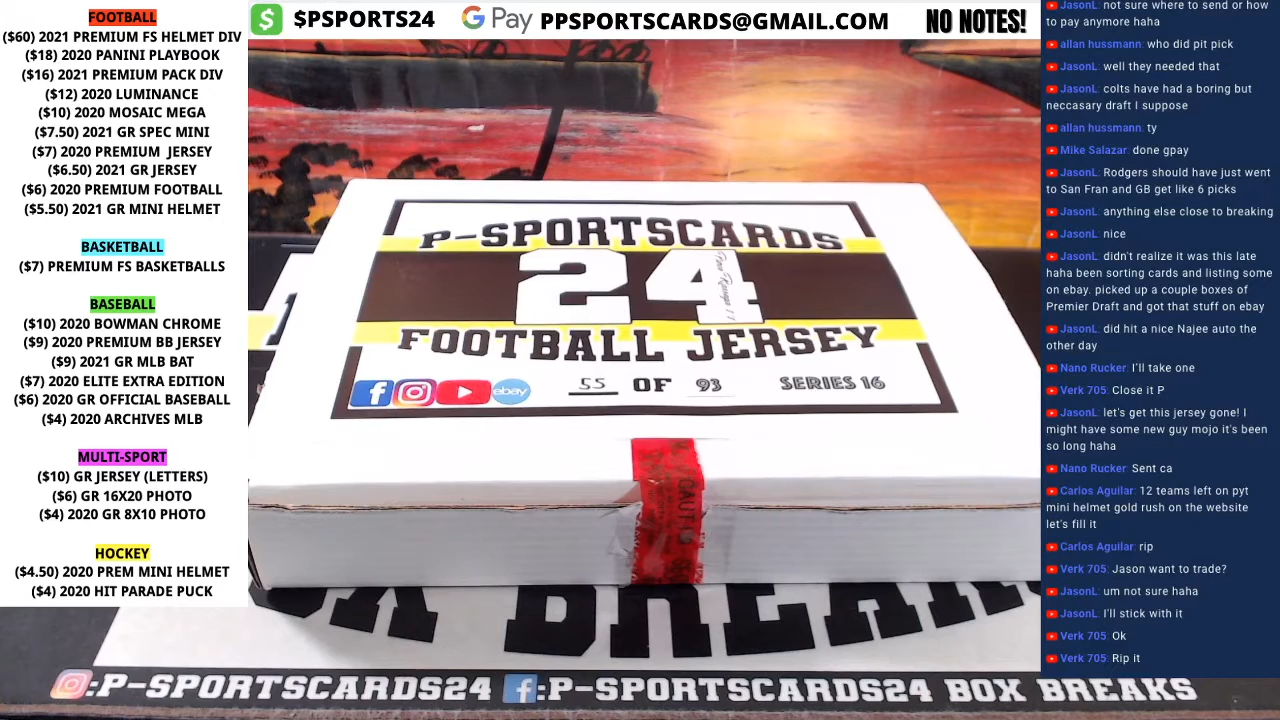 FOOTBALL
($60) 2021 PREMIUM FS HELMET DIV
($18) 2020 PANINI PLAYBOOK
($16) 2021 PREMIUM PACK DIV
($12) 2020 LUMINANCE
($10) 2020 MOSAIC MEGA
($7.50) 2021 GR SPEC MINI
($7) 2020 PREMIUM JERSEY
($6.50) 2021 GR JERSEY
($6) 2020 PREMIUM FOOTBALL
($5.50) 2021 GR MINI HELMET
BASKETBALL
($7) PREMIUM FS BASKETBALLS
BASEBALL
($10) 2020 BOWMAN CHROME
($9) 2020 PREMIUM BB JERSEY
($9) 2021 GR MLB BAT
($7) 2020 ELITE EXTRA EDITION
($6) 2020 GR OFFICIAL BASEBALL
($4) 2020 ARCHIVES MLB
MULTI-SPORT
($10) GR JERSEY (LETTERS)
($6) GR 16X20 PHOTO
($4) 2020 GR 8X10 PHOTO
HOCKEY
($4.50) 2020 PREM MINI HELMET
($4) 2020 HIT PARADE PUCK
$PSPORTS24 G Pay PPSPORTSCARDS@GMAIL.COM NO NOTES!
P-SPORTSCARDS
24
FOOTBALL JERSEY
ebay 55 OF 93 SERIES 16
BOX BREAKS
:P-SPORTSCARDS24 :P-SPORTSCARDS24 BOX BREAKS
JasonL: not sure where to send or how
to pay anymore haha
allan hussmann: who did pit pick
JasonL: well they needed that
JasonL: colts have had a boring but
neccasary draft I suppose
allan hussmann: ty
Mike Salazar: done gpay
JasonL: Rodgers should have just went
to San Fran and GB get like 6 picks
JasonL: anything else close to breaking
JasonL: nice
JasonL: didn't realize it was this late
haha been sorting cards and listing some
on ebay. picked up a couple boxes of
Premier Draft and got that stuff on ebay
JasonL: did hit a nice Najee auto the
other day
Nano Rucker: I'll take one
Verk 705: Close it P
JasonL: let's get this jersey gone! I
might have some new guy mojo it's been
so long haha
Nano Rucker: Sent ca
Carlos Aguilar: 12 teams left on pyt
mini helmet gold rush on the website
let's fill it
Carlos Aguilar: rip
Verk 705: Jason want to trade?
JasonL: um not sure haha
JasonL: I'll stick with it
Verk 705: Ok
Verk 705: Rip it